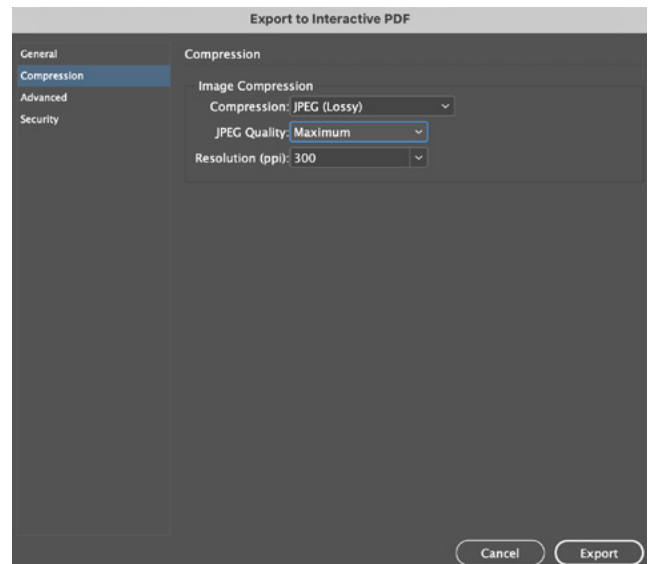 Export to Interactive PDF
General
Compression
Advanced
Security
Compression
Image Compression
Compression: JPEG (Lossy)
JPEG Quality: Maximum
Resolution (ppi): 300
Cancel
Export